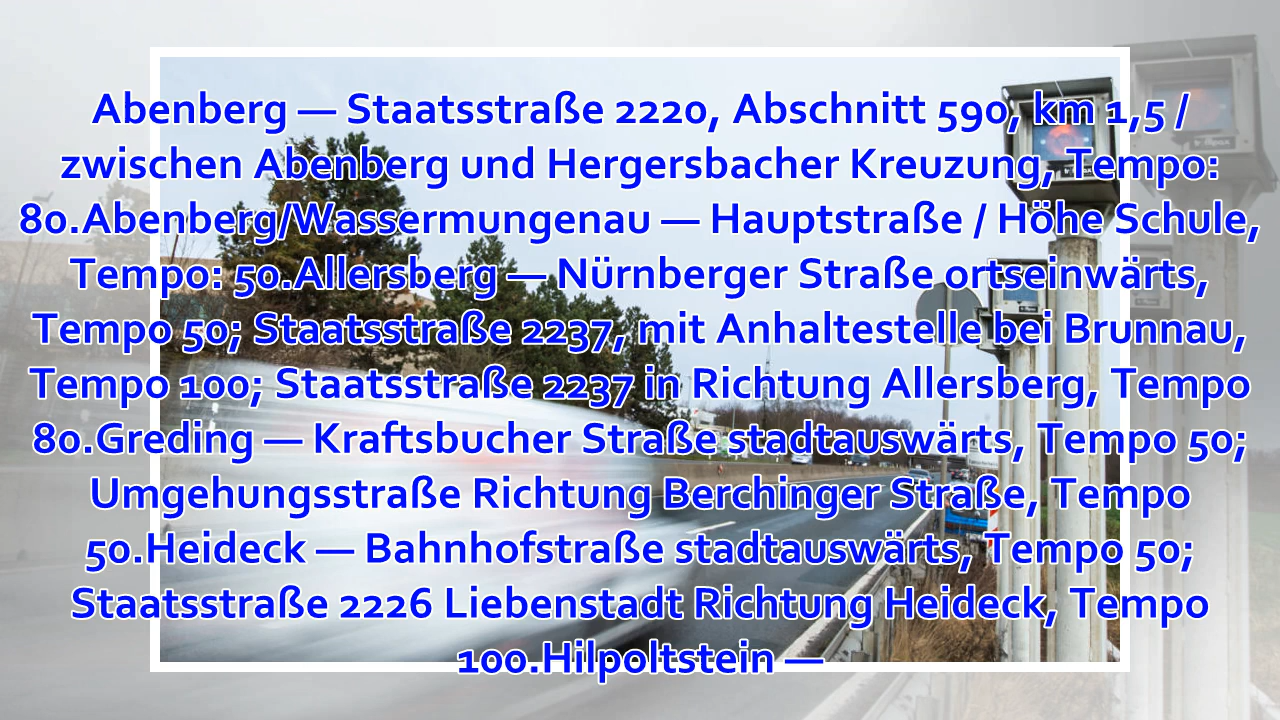 Abenberg — Staatsstraße 2220, Abschnitt 590, km 1,5 /
zwischen Abenberg und Hergersbacher Kreuzung, Tempo:
80.Abenberg/Wassermungenau — Hauptstraße / Höhe Schule,
Tempo: 50.Allersberg — Nürnberger Straße ortseinwärts,
Tempo 50; Staatsstraße 2237, mit Anhaltestelle bei Brunnau,
Tempo 100; Staatsstraße 2237 in Richtung Allersberg, Tempo
80.Greding — Kraftsbucher Straße stadtauswärts, Tempo 50;
Umgehungsstraße Richtung Berchinger Straße, Tempo
50.Heideck — Bahnhofstraße stadtauswärts, Tempo 50;
Staatsstraße 2226 Liebenstadt Richtung Heideck, Tempo
100.Hilpoltstein —